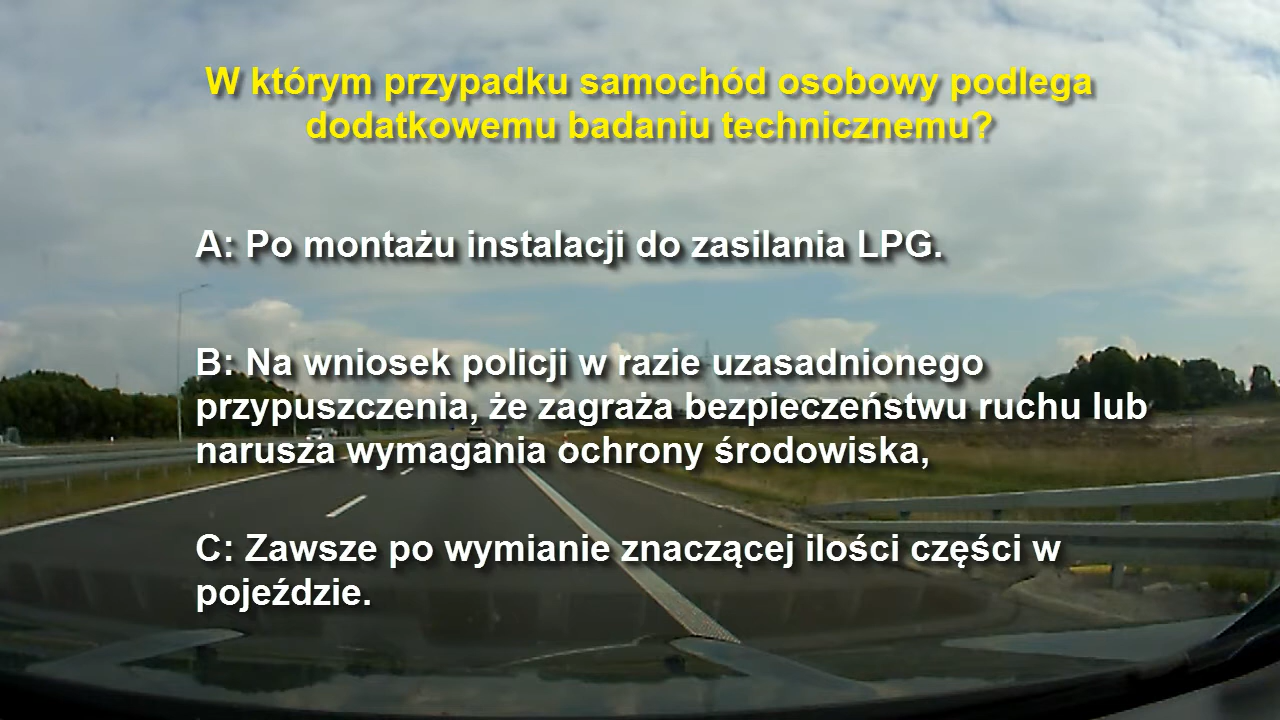 W którym przypadku samochód osobowy podlega
dodatkowemu badaniu technicznemu?
A: Po montażu instalacji do zasilania LPG.
B: Na wniosek policji w razie uzasadnionego
przypuszczenia, że zagraża bezpieczeństwu ruchu lub
narusza wymagania ochrony środowiska,
C: Zawsze po wymianie znaczącej ilości części w
pojeździe.